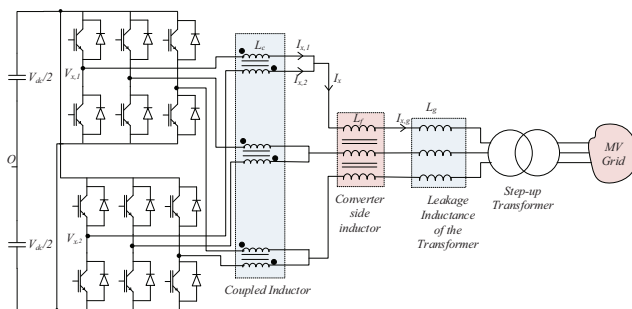 V_dc/2
V_dc/2
O
V_x,1
V_x,2
L_c
I_x,1
I_x,2
I_x
L_f
I_x,g
L_g
MV
Grid
Step-up
Transformer
Converter
side
inductor
Leakage
Inductance
of the
Transformer
Coupled Inductor